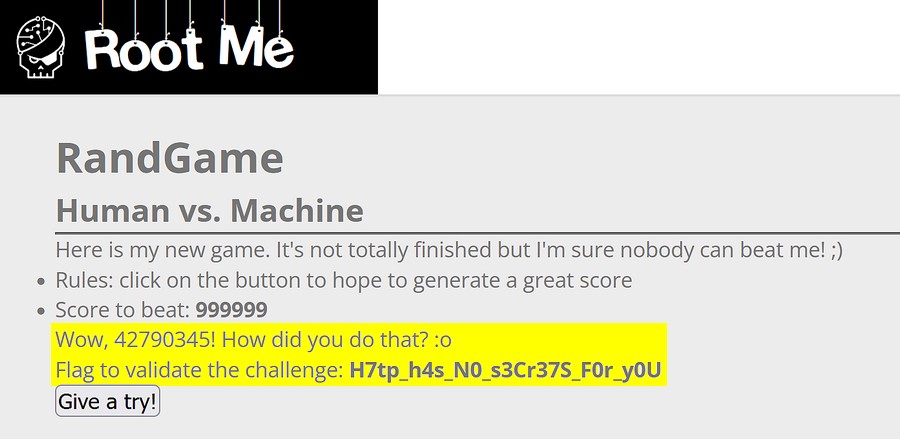 Root Me
RandGame
Human vs. Machine
Here is my new game. It's not totally finished but I'm sure nobody can beat me! ;)
• Rules: click on the button to hope to generate a great score
• Score to beat: 999999
Wow, 42790345! How did you do that? :o
Flag to validate the challenge: H7tp_h4s_N0_s3Cr37S_F0r_y0U
Give a try!